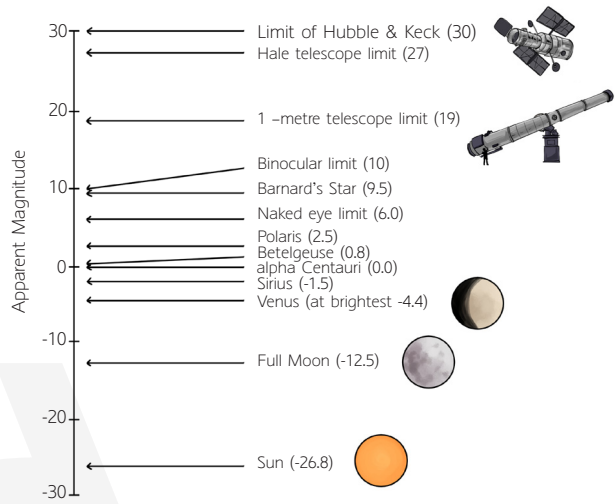 30
Limit of Hubble & Keck (30)
Hale telescope limit (27)
20
1 –metre telescope limit (19)
Binocular limit (10)
10
Barnard's Star (9.5)
Naked eye limit (6.0)
Polaris (2.5)
Betelgeuse (0.8)
0
alpha Centauri (0.0)
Sirius (-1.5)
Venus (at brightest -4.4)
-10
Full Moon (-12.5)
-20
Sun (-26.8)
-30
Apparent Magnitude